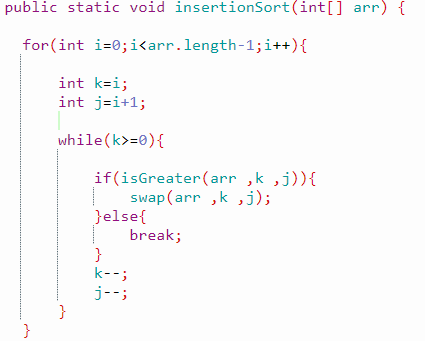 public static void insertionSort(int[] arr) {
for(int i=0;i<arr.length-1;i++){
int k=i;
int j=i+1;
while(k>=0){
if(isGreater(arr ,k ,j)){
swap(arr ,k ,j);
}else{
break;
}
k--;
j--;
}
}